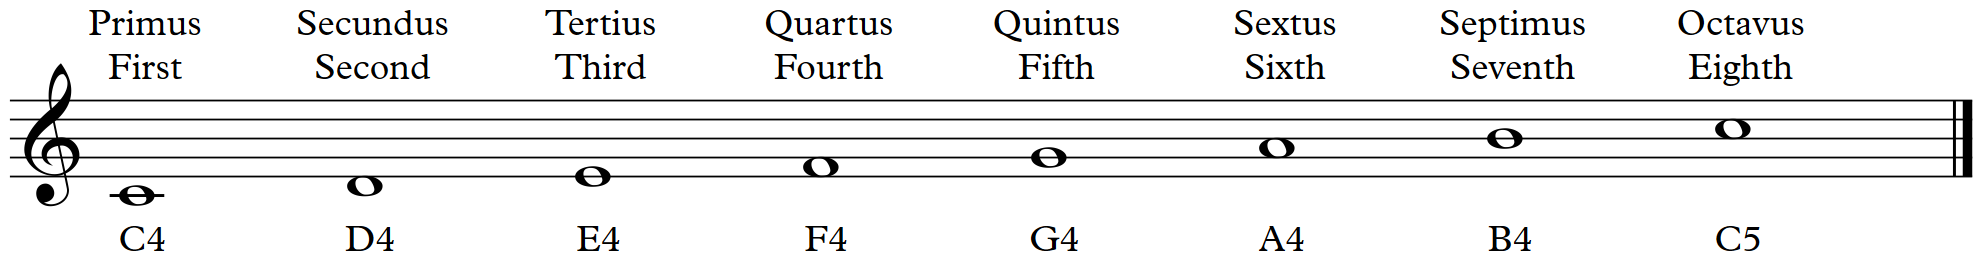 Primus Secundus Tertius Quartus Quintus Sextus Septimus Octavus
First Second Third Fourth Fifth Sixth Seventh Eighth
C4 D4 E4 F4 G4 A4 B4 C5